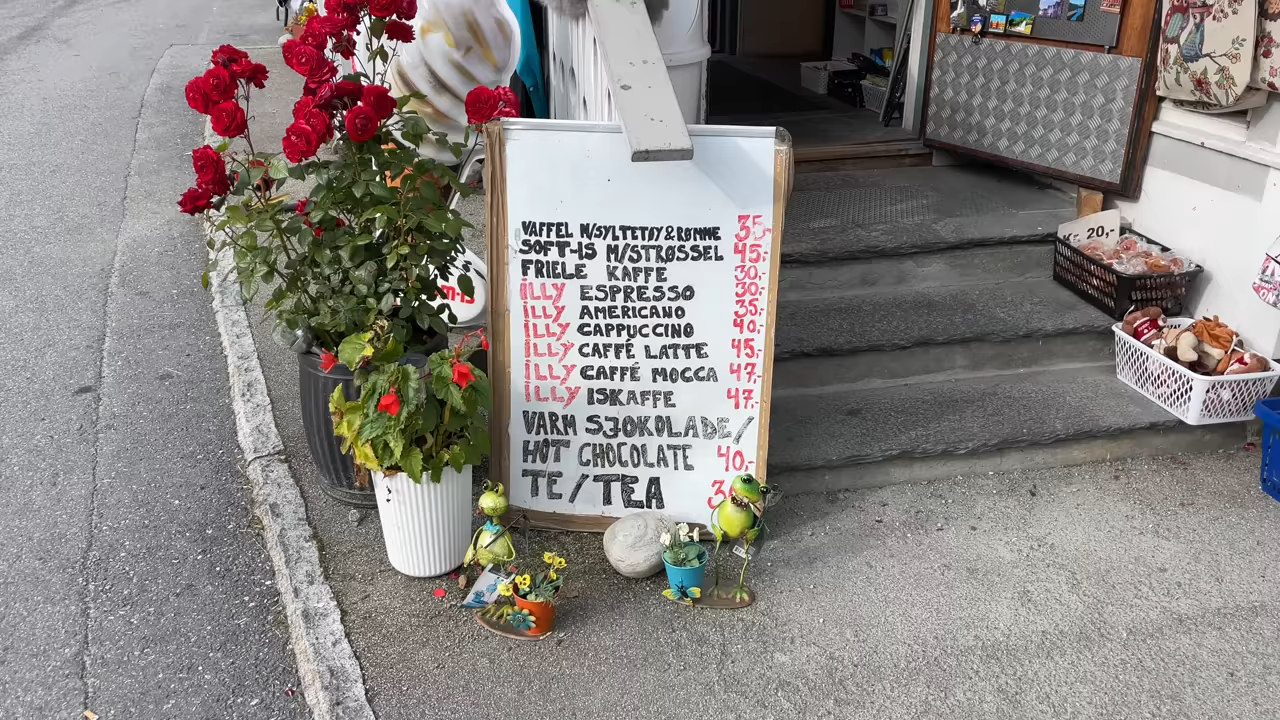 VAFFEL M/SYLTETØY & RØMME 35,-
SOFT-IS M/STRØSSEL 45,-
FRIELE KAFFE 30,-
ILLY ESPRESSO 30,-
ILLY AMERICANO 35,-
ILLY CAPPUCCINO 40,-
ILLY CAFFÉ LATTE 45,-
ILLY CAFFÉ MOCCA 47,-
ILLY ISKAFFE 47,-
VARM SJOKOLADE/
HOT CHOCOLATE 40,-
TE/TEA
Kr. 20,-